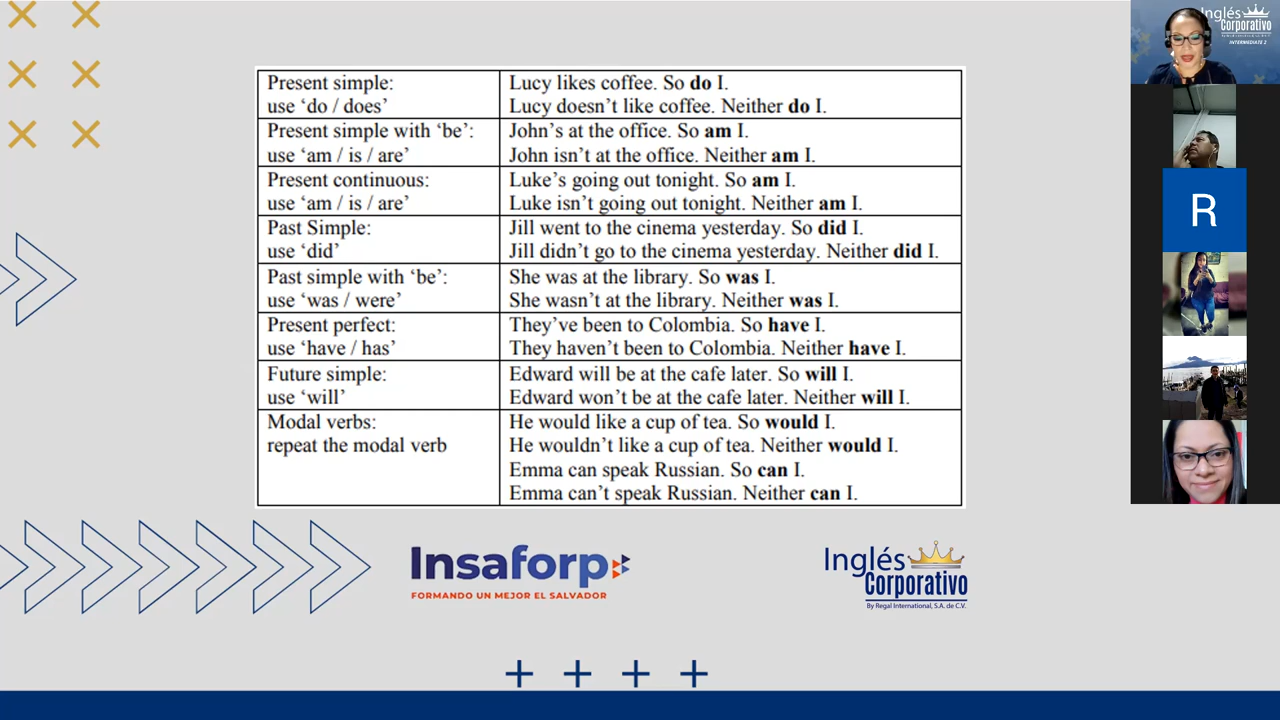 Present simple:
use ‘do / does’
Lucy likes coffee. So do I.
Lucy doesn’t like coffee. Neither do I.
Present simple with ‘be’:
use ‘am / is / are’
John’s at the office. So am I.
John isn’t at the office. Neither am I.
Present continuous:
use ‘am / is / are’
Luke’s going out tonight. So am I.
Luke isn’t going out tonight. Neither am I.
Past Simple:
use ‘did’
Jill went to the cinema yesterday. So did I.
Jill didn’t go to the cinema yesterday. Neither did I.
Past simple with ‘be’:
use ‘was / were’
She was at the library. So was I.
She wasn’t at the library. Neither was I.
Present perfect:
use ‘have / has’
They’ve been to Colombia. So have I.
They haven’t been to Colombia. Neither have I.
Future simple:
use ‘will’
Edward will be at the cafe later. So will I.
Edward won’t be at the cafe later. Neither will I.
Modal verbs:
repeat the modal verb
He would like a cup of tea. So would I.
He wouldn’t like a cup of tea. Neither would I.
Emma can speak Russian. So can I.
Emma can’t speak Russian. Neither can I.
Insaforp
FORMANDO UN MEJOR EL SALVADOR
Inglés
Corporativo
By Regal International, S.A. de C.V.
Inglés
Corporativo
INTERMEDIATE 2
R